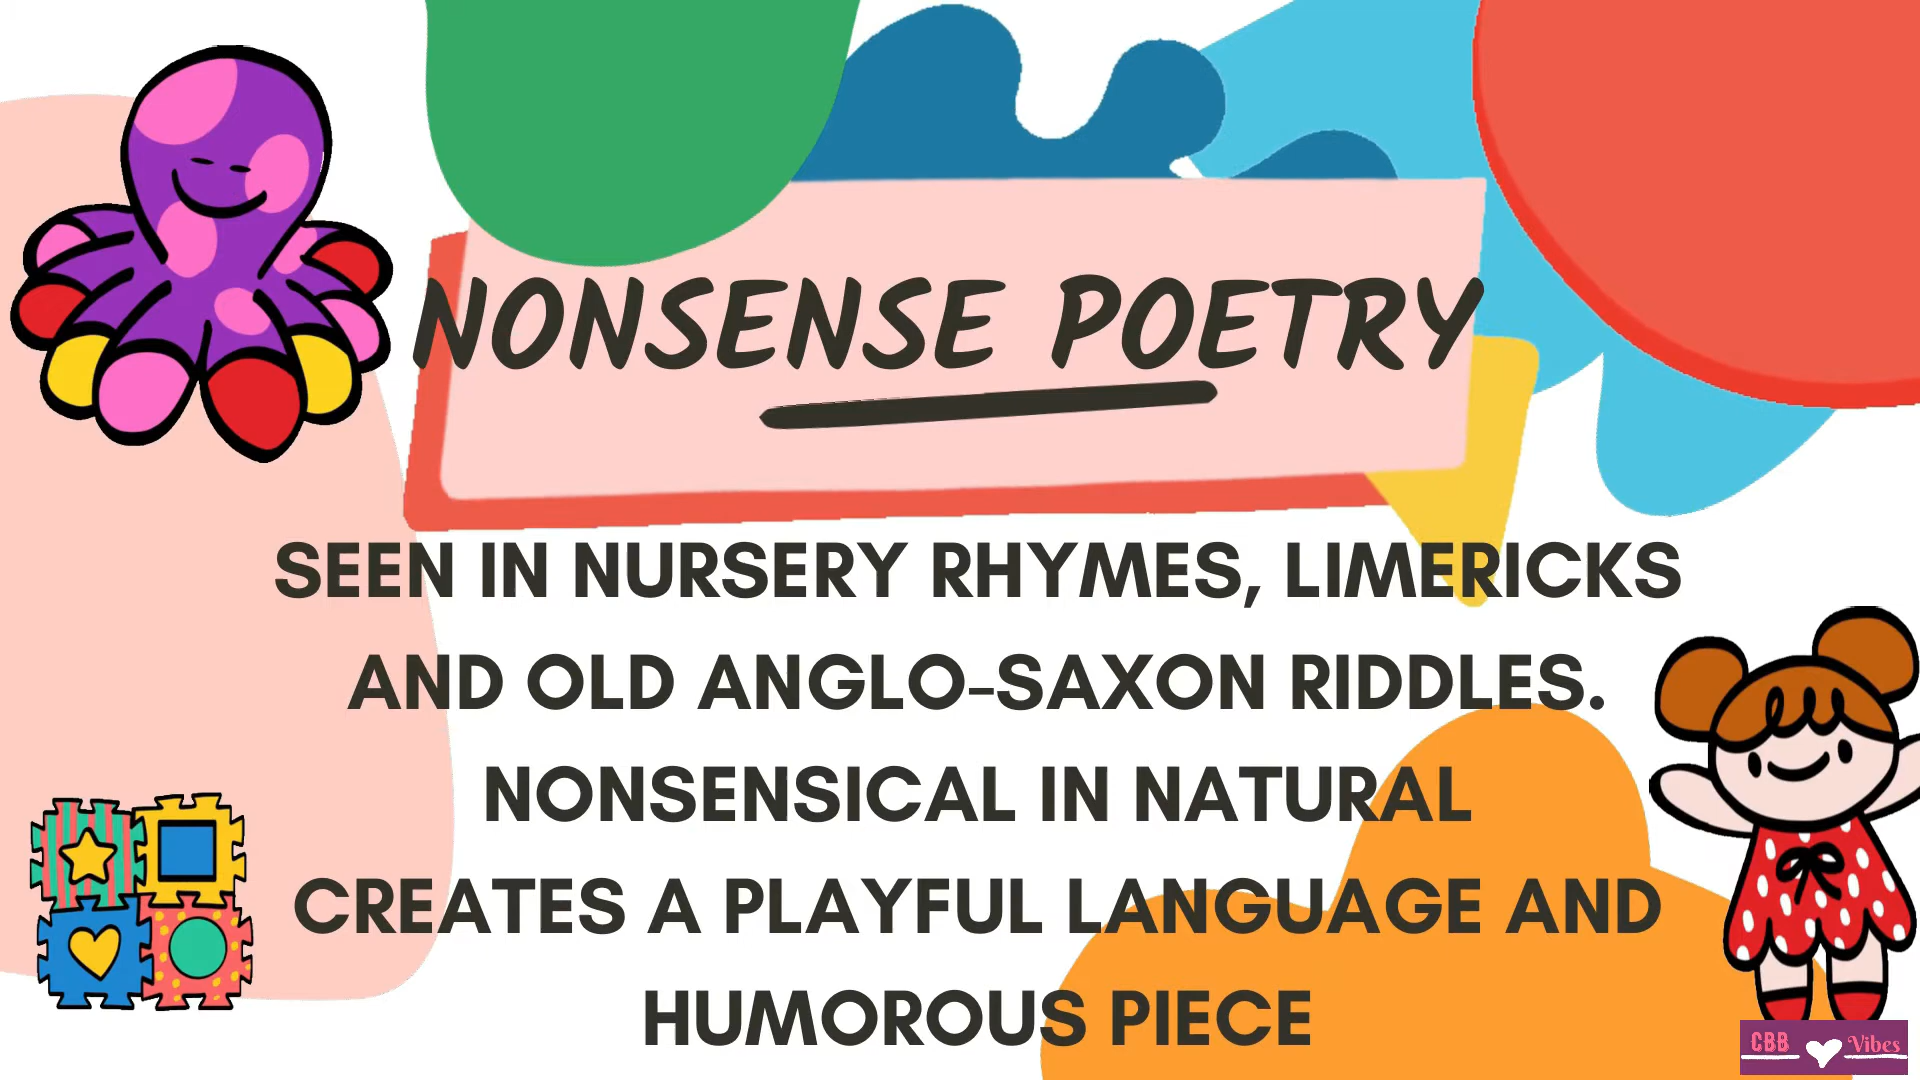 NONSENSE POETRY
SEEN IN NURSERY RHYMES, LIMERICKS
AND OLD ANGLO-SAXON RIDDLES.
NONSENSICAL IN NATURAL
CREATES A PLAYFUL LANGUAGE AND
HUMOROUS PIECE
CBB Vibes